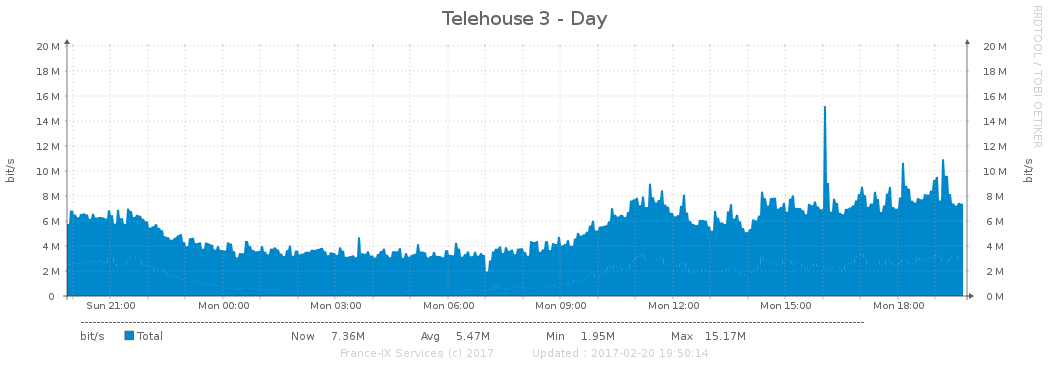 Telehouse 3 - Day
RRDTOOL / TOBI OETIKER
bit/s
bit/s
20 M 20 M
18 M 18 M
16 M 16 M
14 M 14 M
12 M 12 M
10 M 10 M
8 M 8 M
6 M 6 M
4 M 4 M
2 M 2 M
0 0 M
Sun 21:00 Mon 00:00 Mon 03:00 Mon 06:00 Mon 09:00 Mon 12:00 Mon 15:00 Mon 18:00
bit/s Total Now 7.36M Avg 5.47M Min 1.95M Max 15.17M
France-IX Services (c) 2017 Updated : 2017-02-20 19:50:14